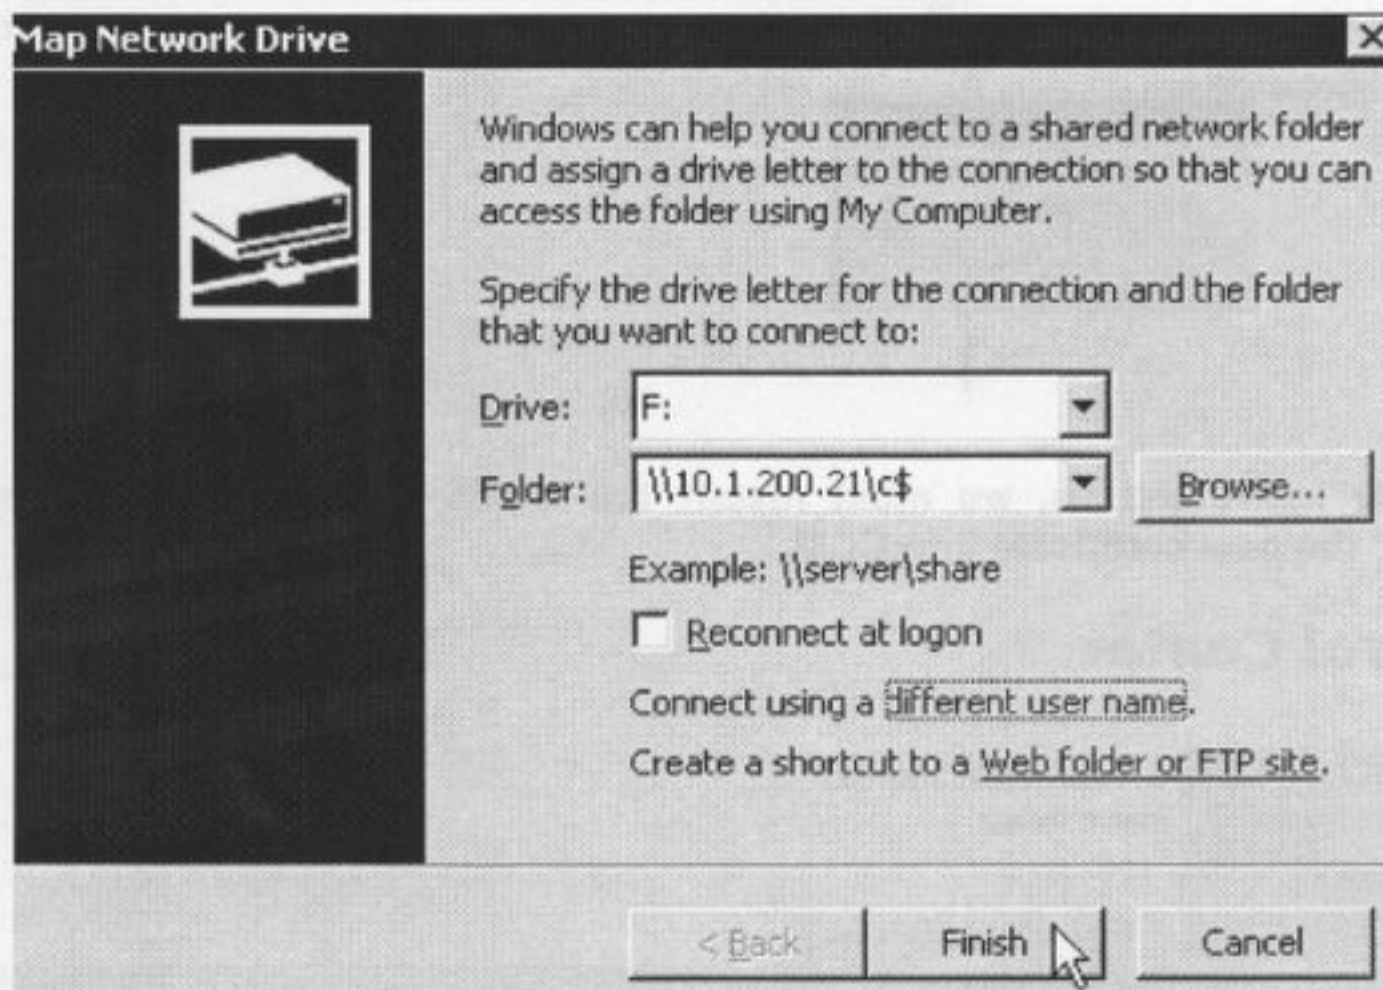 Map Network Drive
Windows can help you connect to a shared network folder
and assign a drive letter to the connection so that you can
access the folder using My Computer.
Specify the drive letter for the connection and the folder
that you want to connect to:
Drive: F:
Folder: \\10.1.200.21\c$ Browse...
Example: \\server\share
Reconnect at logon
Connect using a different user name.
Create a shortcut to a Web folder or FTP site.
< Back Finish Cancel